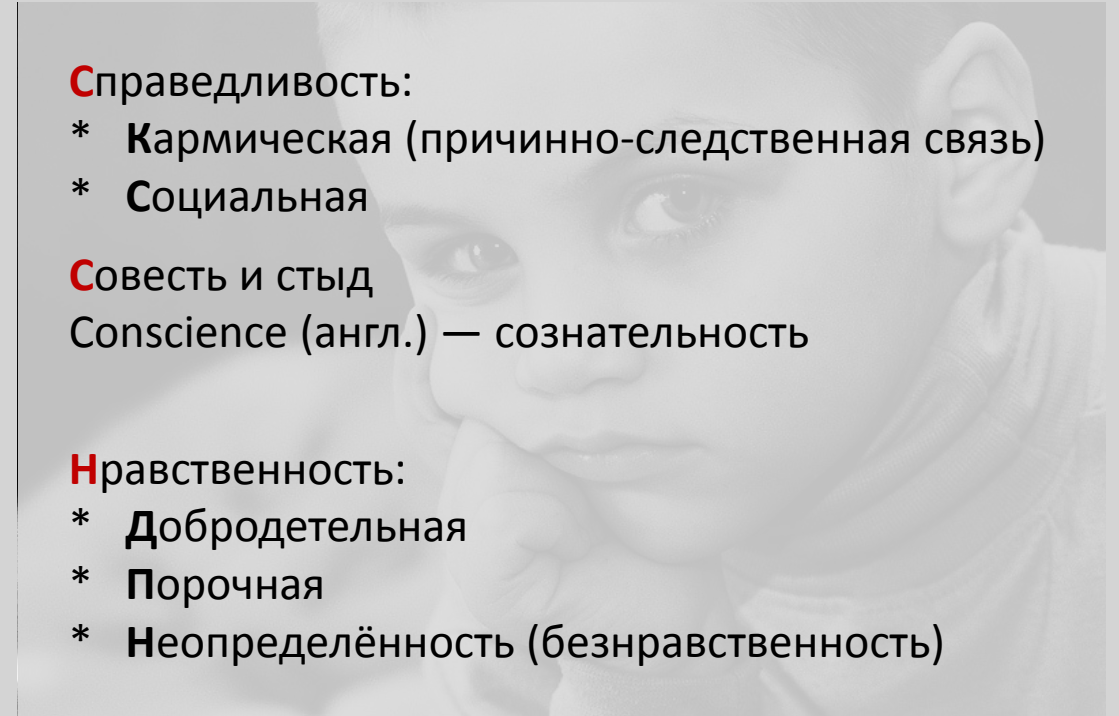 Справедливость:
* Кармическая (причинно-следственная связь)
* Социальная
Совесть и стыд
Conscience (англ.) — сознательность
Нравственность:
* Добродетельная
* Порочная
* Неопределённость (безнравственность)